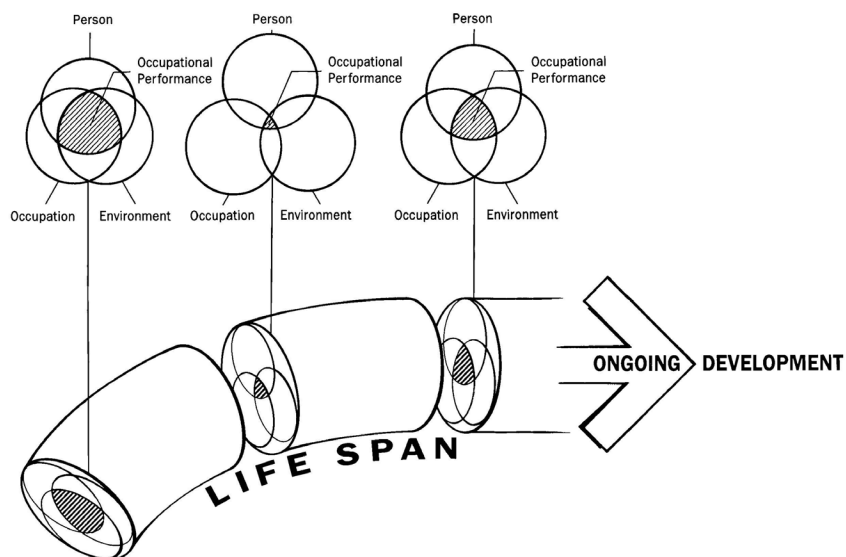 Person
Occupational
Performance
Occupation
Environment
Person
Occupational
Performance
Occupation
Environment
Person
Occupational
Performance
Occupation
Environment
ONGOING DEVELOPMENT
LIFE SPAN